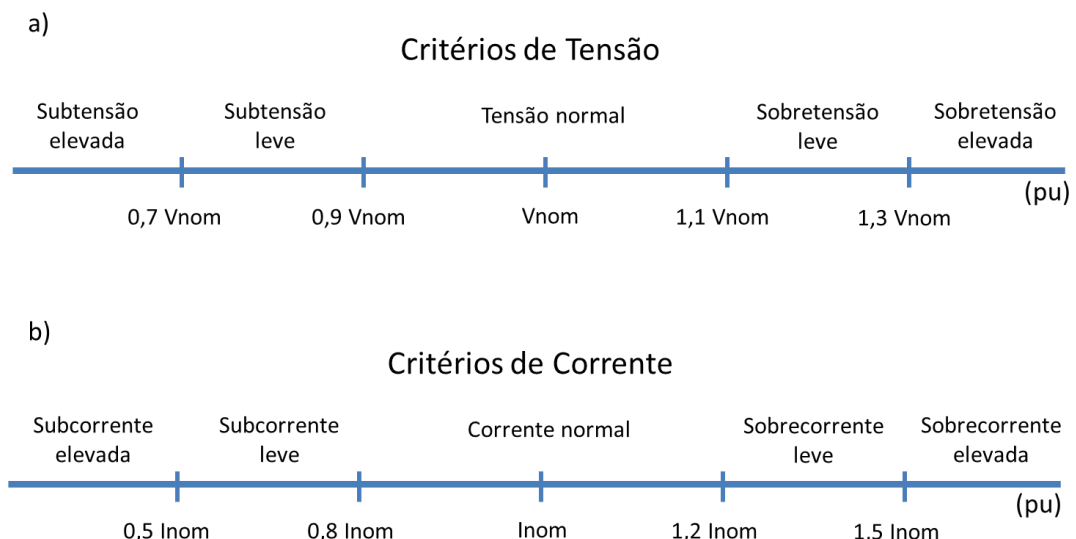 a)
Critérios de Tensão
Subtensão
elevada
Subtensão
leve
Tensão normal
Sobretensão
leve
Sobretensão
elevada
(pu)
0,7 Vnom
0,9 Vnom
Vnom
1,1 Vnom
1,3 Vnom
b)
Critérios de Corrente
Subcorrente
elevada
Subcorrente
leve
Corrente normal
Sobrecorrente
leve
Sobrecorrente
elevada
(pu)
0,5 Inom
0,8 Inom
Inom
1,2 Inom
1,5 Inom